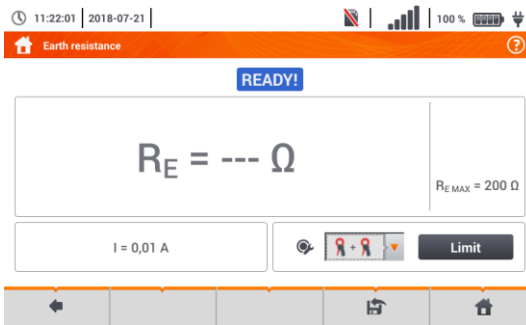 11:22:01 2018-07-21 100 %
Earth resistance ?
READY!
RE = --- Ω
RE MAX = 200 Ω
I = 0,01 A
+
Limit